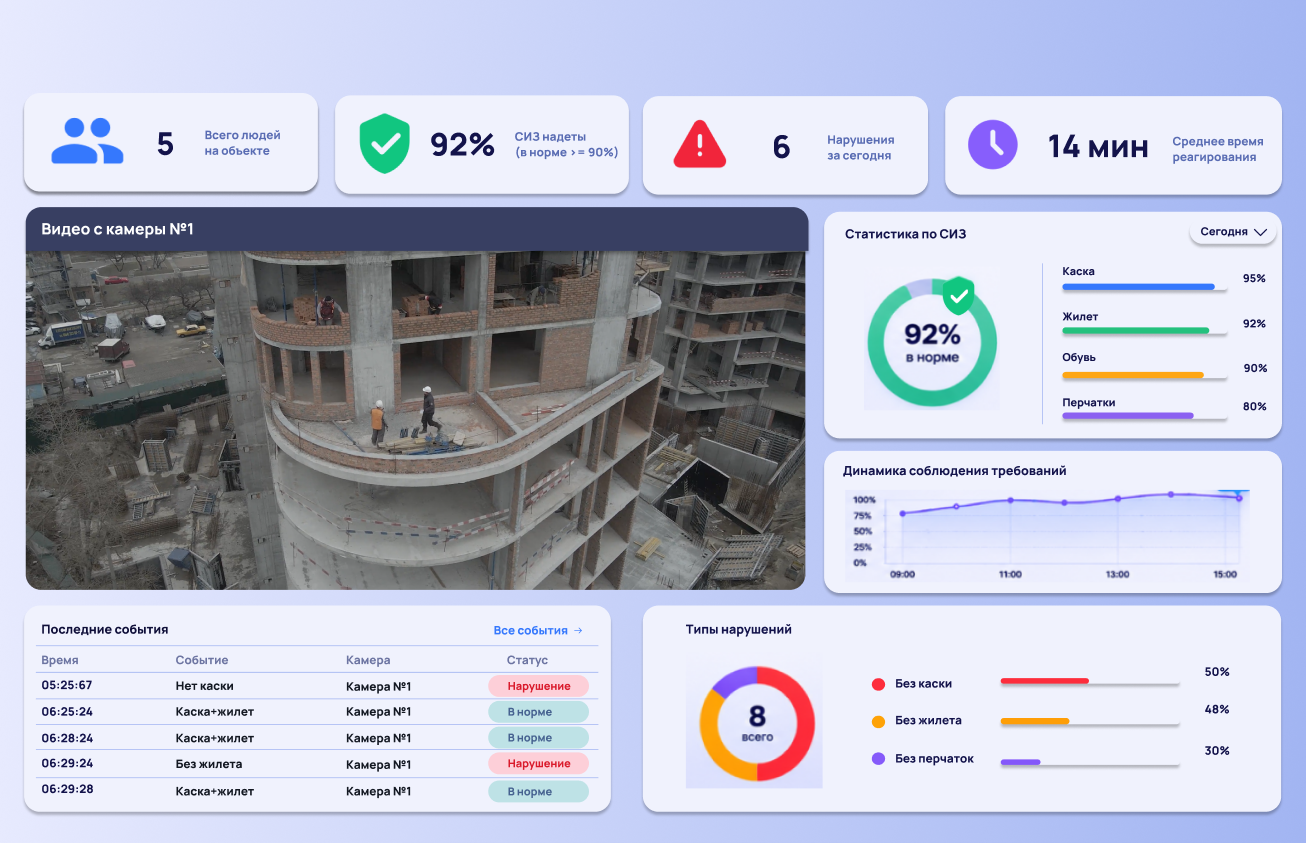 5
Всего людей
на объекте
92%
СИЗ надеты
(в норме >= 90%)
6
Нарушения
за сегодня
14 мин
Среднее время
реагирования
Видео с камеры №1
Статистика по СИЗ
Сегодня
92%
в норме
Каска
95%
Жилет
92%
Обувь
90%
Перчатки
80%
Динамика соблюдения требований
100%
75%
50%
25%
0%
09:00 11:00 13:00 15:00
Последние события
Все события →
Время Событие Камера Статус
05:25:67 Нет каски Камера №1 Нарушение
06:25:24 Каска+жилет Камера №1 В норме
06:28:24 Каска+жилет Камера №1 В норме
06:29:24 Без жилета Камера №1 Нарушение
06:29:28 Каска+жилет Камера №1 В норме
Типы нарушений
8
всего
Без каски 50%
Без жилета 48%
Без перчаток 30%